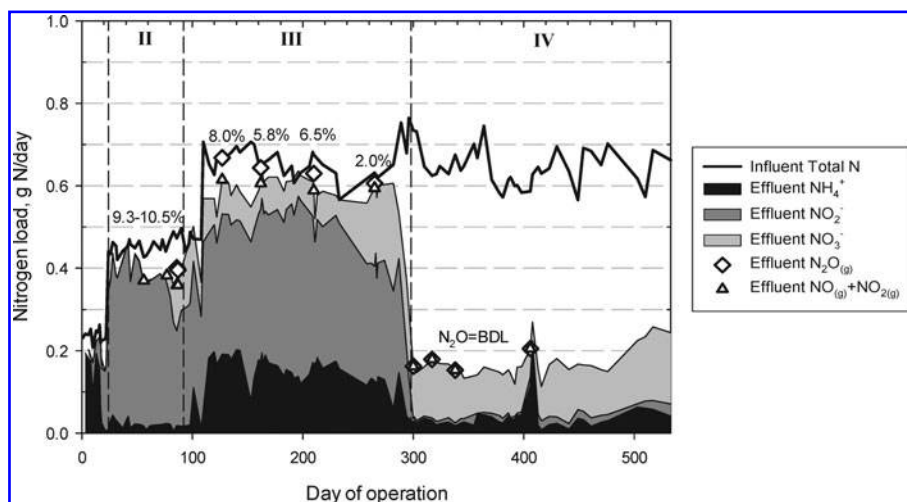 1.0
II
III
IV
0.8
8.0%
5.8%
6.5%
2.0%
0.6
9.3-10.5%
0.4
N₂O=BDL
0.2
0.0
0
100
200
300
400
500
Nitrogen load, g N/day
Day of operation
Influent Total N
Effluent NH₄⁺
Effluent NO₂⁻
Effluent NO₃⁻
Effluent N₂O₍g₎
Effluent NO₍g₎+NO₂₍g₎